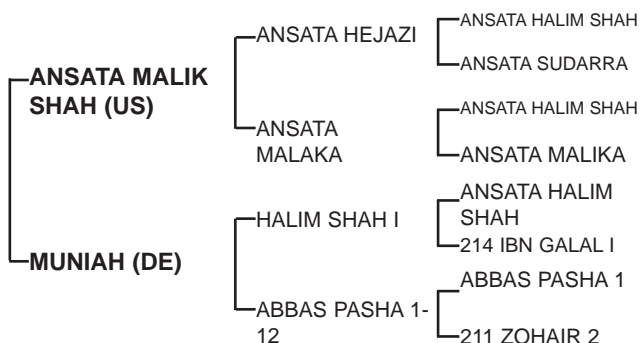 ANSATA MALIK
SHAH (US)
ANSATA HEJAZI
ANSATA HALIM SHAH
ANSATA SUDARRA
ANSATA
MALAKA
ANSATA HALIM SHAH
ANSATA MALIKA
MUNIAH (DE)
HALIM SHAH I
ANSATA HALIM
SHAH
214 IBN GALAL I
ABBAS PASHA 1-
12
ABBAS PASHA 1
211 ZOHAIR 2